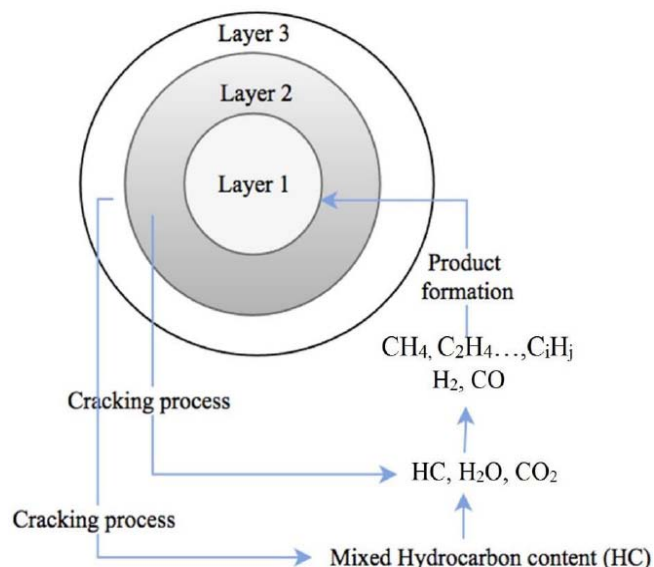 Layer 3
Layer 2
Layer 1
Product
formation
CH₄, C₂H₄...,CᵢHⱼ
H₂, CO
Cracking process
HC, H₂O, CO₂
Cracking process
Mixed Hydrocarbon content (HC)